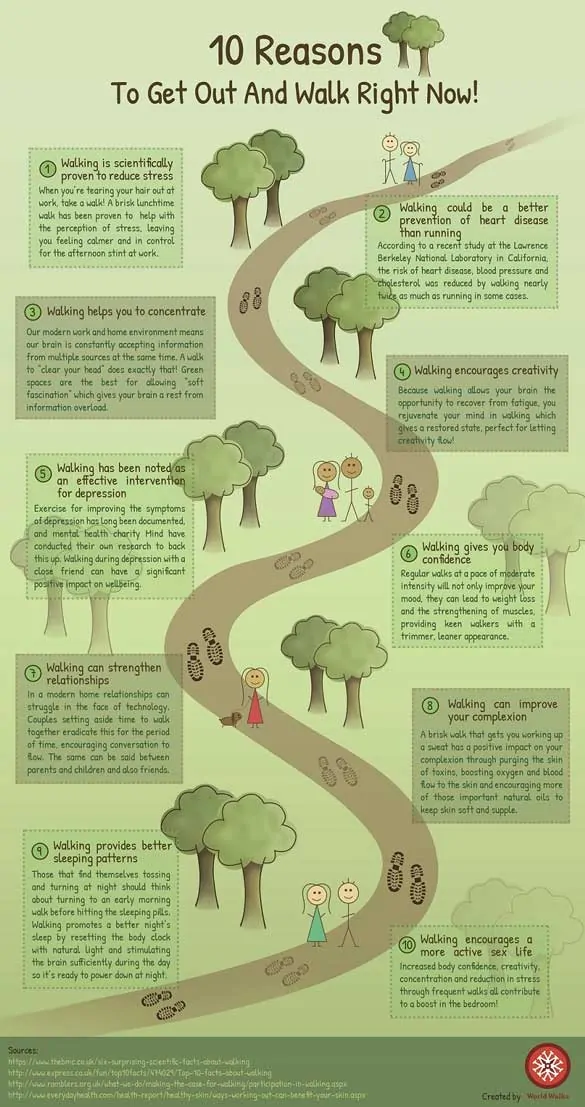 10 Reasons
To Get Out And Walk Right Now!
1
Walking is scientifically
proven to reduce stress
When you're tearing your hair out at
work, take a walk! A brisk lunchtime
walk has been proven to help with
the perception of stress, leaving
you feeling calmer and in control
for the afternoon stint at work.
2
Walking could be a better
prevention of heart disease
than running
According to a recent study at the Lawrence
Berkeley National Laboratory in California,
the risk of heart disease, blood pressure and
cholesterol was reduced by walking nearly
twice as much as running in some cases.
3
Walking helps you to concentrate
Our modern work and home environment means
our brain is constantly accepting information
from multiple sources at the same time. A walk
to "clear your head" does exactly that! Green
spaces are the best for allowing "soft
fascination" which gives your brain a rest from
information overload.
4
Walking encourages creativity
Because walking allows your brain the
opportunity to recover from fatigue, you
rejuvenate your mind in walking which
gives a restored state, perfect for letting
creativity flow!
5
Walking has been noted as
an effective intervention
for depression
Exercise for improving the symptoms
of depression has long been documented,
and mental health charity Mind have
conducted their own research to back
this up. Walking during depression with a
close friend can have a significant
positive impact on wellbeing.
6
Walking gives you body
confidence
Regular walks at a pace of moderate
intensity will not only improve your
mood, they can lead to weight loss
and the strengthening of muscles,
providing keen walkers with a
trimmer, leaner appearance.
7
Walking can strengthen
relationships
In a modern home relationships can
struggle in the face of technology.
Couples setting aside time to walk
together eradicate this for the period
of time, encouraging conversation to
flow. The same can be said between
parents and children and also friends.
8
Walking can improve
your complexion
A brisk walk that gets you working up
a sweat has a positive impact on your
complexion through purging the skin
of toxins, boosting oxygen and blood
flow to the skin and encouraging more
of those important natural oils to
keep skin soft and supple.
9
Walking provides better
sleeping patterns
Those that find themselves tossing
and turning at night should think
about turning to an early morning
walk before hitting the sleeping pills.
Walking promotes a better night's
sleep by resetting the body clock
with natural light and stimulating
the brain sufficiently during the day
so it's ready to power down at night.
10
Walking encourages a
more active sex life
Increased body confidence, creativity,
concentration and reduction in stress
through frequent walks all contribute
to a boost in the bedroom!
Sources:
https://www.thebmc.co.uk/six-surprising-scientific-facts-about-walking
http://www.express.co.uk/fun/top10facts/474029/Top-10-facts-about-walking
http://www.ramblers.org.uk/what-we-do/making-the-case-for-walking/participation-in-walking.aspx
http://www.everydayhealth.com/health-report/healthy-skin/ways-working-out-can-benefit-your-skin.aspx
Created by World Walks